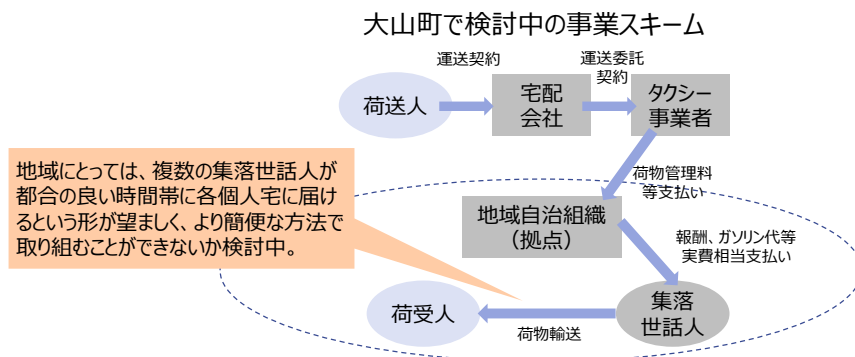 大山町で検討中の事業スキーム
運送契約
運送委託
契約
荷送人
宅配
会社
タクシー
事業者
地域にとっては、複数の集落世話人が
都合の良い時間帯に各個人宅に届け
るという形が望ましく、より簡便な方法で
取り組むことができないか検討中。
荷物管理料
等支払い
地域自治組織
（拠点）
報酬、ガソリン代等
実費相当支払い
荷受人
荷物輸送
集落
世話人